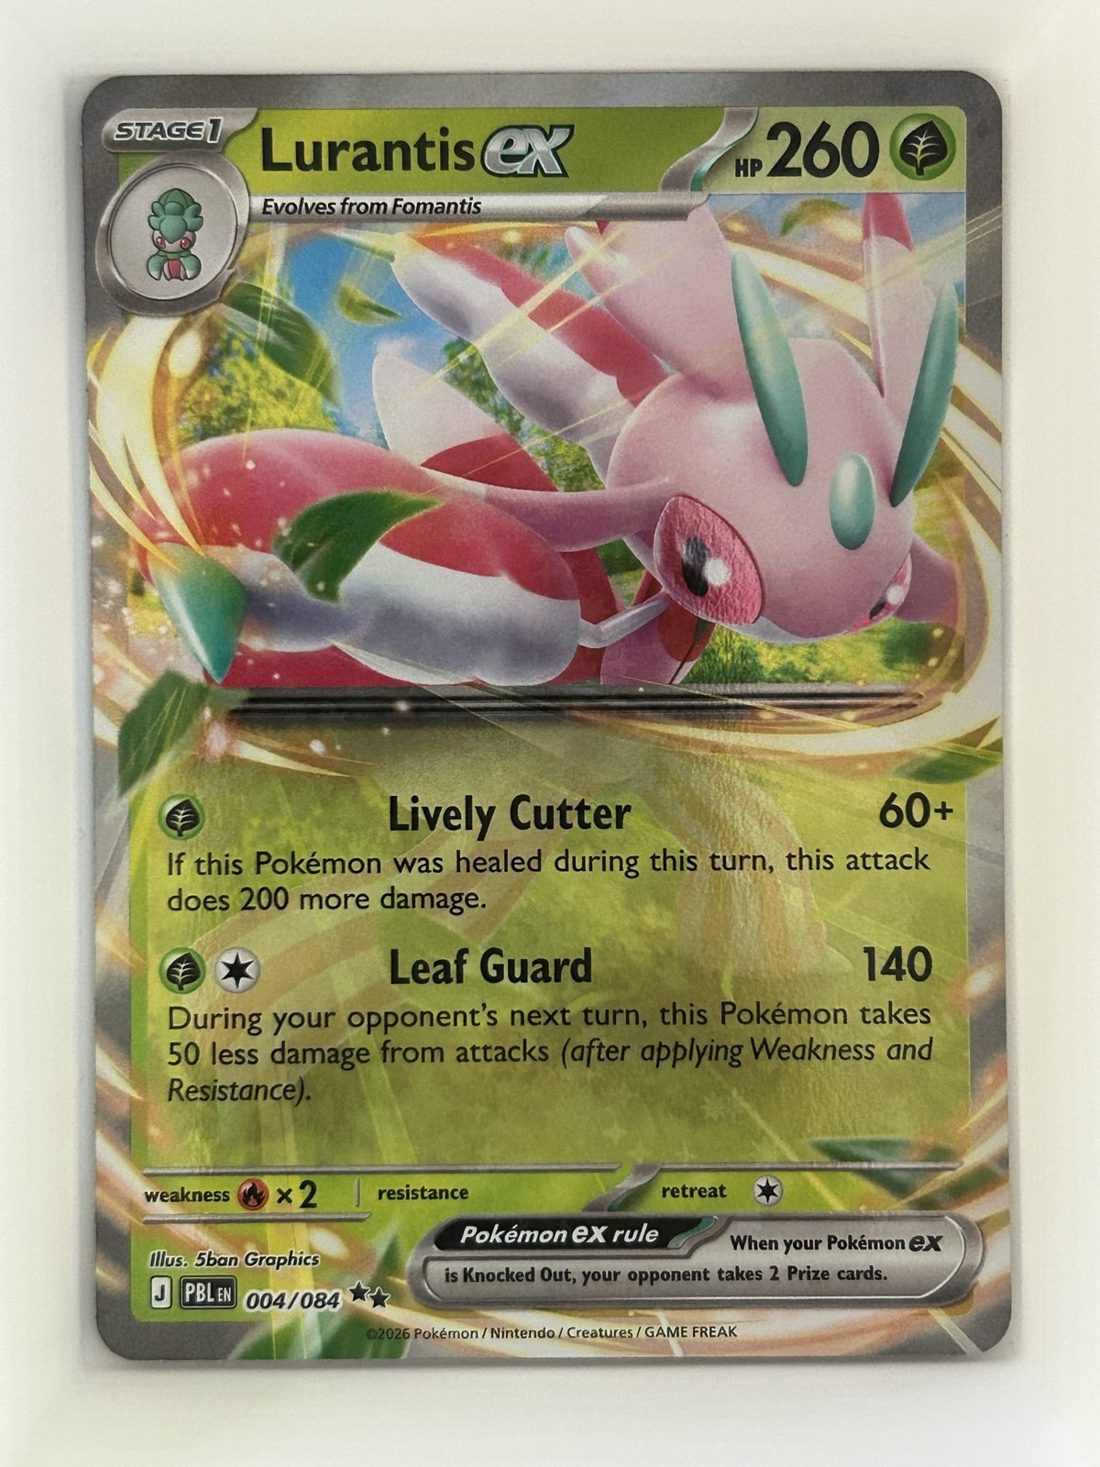 STAGE 1
Lurantis ex
HP 260
Evolves from Fomantis
Lively Cutter 60+
If this Pokémon was healed during this turn, this attack
does 200 more damage.
Leaf Guard 140
During your opponent's next turn, this Pokémon takes
50 less damage from attacks (after applying Weakness and
Resistance).
weakness ×2 resistance retreat
Pokémon ex rule
When your Pokémon ex
is Knocked Out, your opponent takes 2 Prize cards.
Illus. 5ban Graphics
J PBL EN 004/084 ★★
©2026 Pokémon / Nintendo / Creatures / GAME FREAK